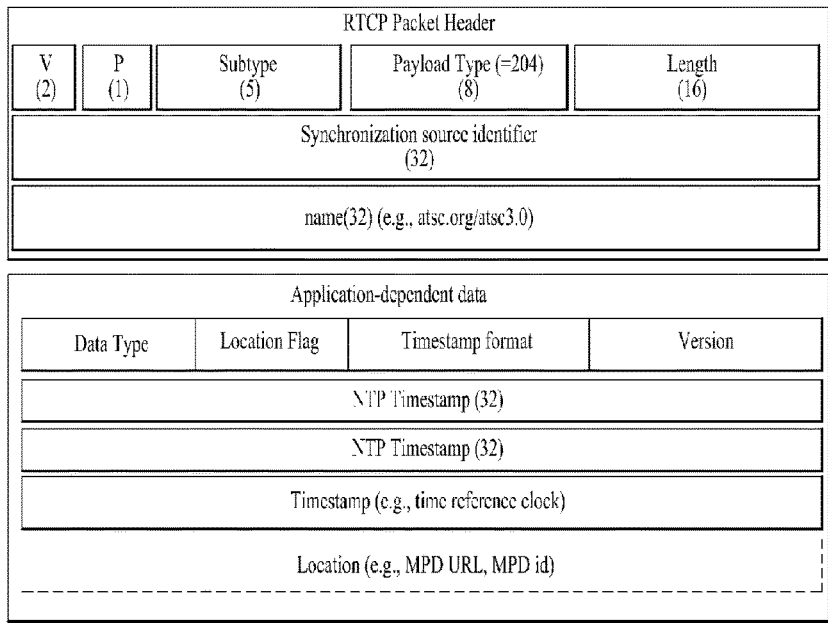 RTCP Packet Header
V P Subtype Payload Type (=204) Length
(2) (1) (5) (8) (16)
Synchronization source identifier
(32)
name(32) (e.g., atsc.org/atsc3.0)
Application-dependent data
Data Type Location Flag Timestamp format Version
NTP Timestamp (32)
NTP Timestamp (32)
Timestamp (e.g., time reference clock)
Location (e.g., MPD URL, MPD id)